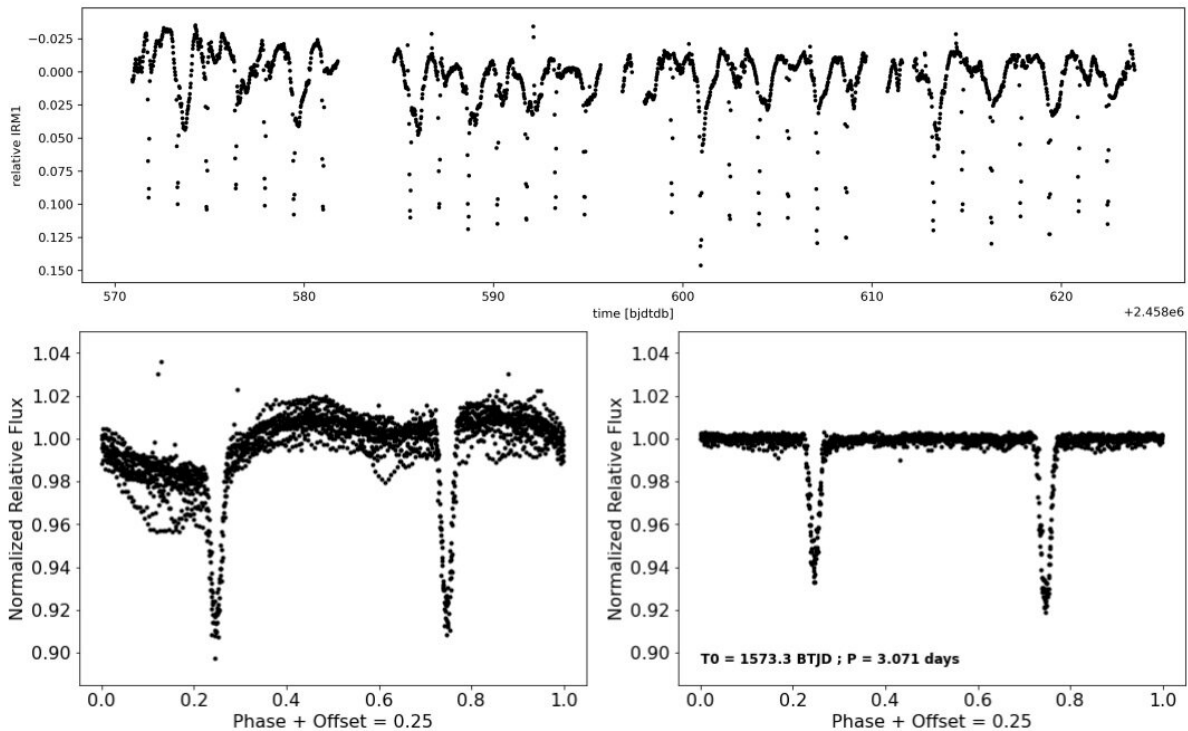 relative IRM1
−0.025
0.000
0.025
0.050
0.075
0.100
0.125
0.150
570 580 590 600 610 620
time [bjdtdb]
+2.458e6
Normalized Relative Flux
1.04
1.02
1.00
0.98
0.96
0.94
0.92
0.90
0.0 0.2 0.4 0.6 0.8 1.0
Phase + Offset = 0.25
Normalized Relative Flux
1.04
1.02
1.00
0.98
0.96
0.94
0.92
0.90
T0 = 1573.3 BTJD ; P = 3.071 days
0.0 0.2 0.4 0.6 0.8 1.0
Phase + Offset = 0.25